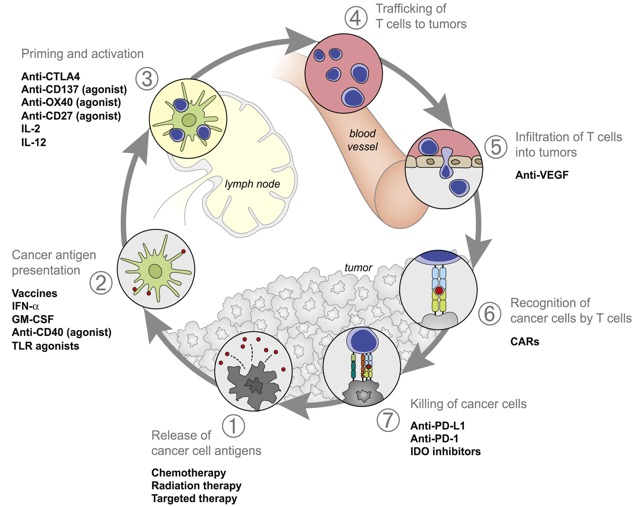 ④
Trafficking of
T cells to tumors
Priming and activation
③
Anti-CTLA4
Anti-CD137 (agonist)
Anti-OX40 (agonist)
Anti-CD27 (agonist)
IL-2
IL-12
blood
vessel
lymph node
⑤
Infiltration of T cells
into tumors
Anti-VEGF
Cancer antigen
presentation
②
Vaccines
IFN-α
GM-CSF
Anti-CD40 (agonist)
TLR agonists
tumor
⑥
Recognition of
cancer cells by T cells
CARs
⑦
Killing of cancer cells
Anti-PD-L1
Anti-PD-1
IDO inhibitors
①
Release of
cancer cell antigens
Chemotherapy
Radiation therapy
Targeted therapy